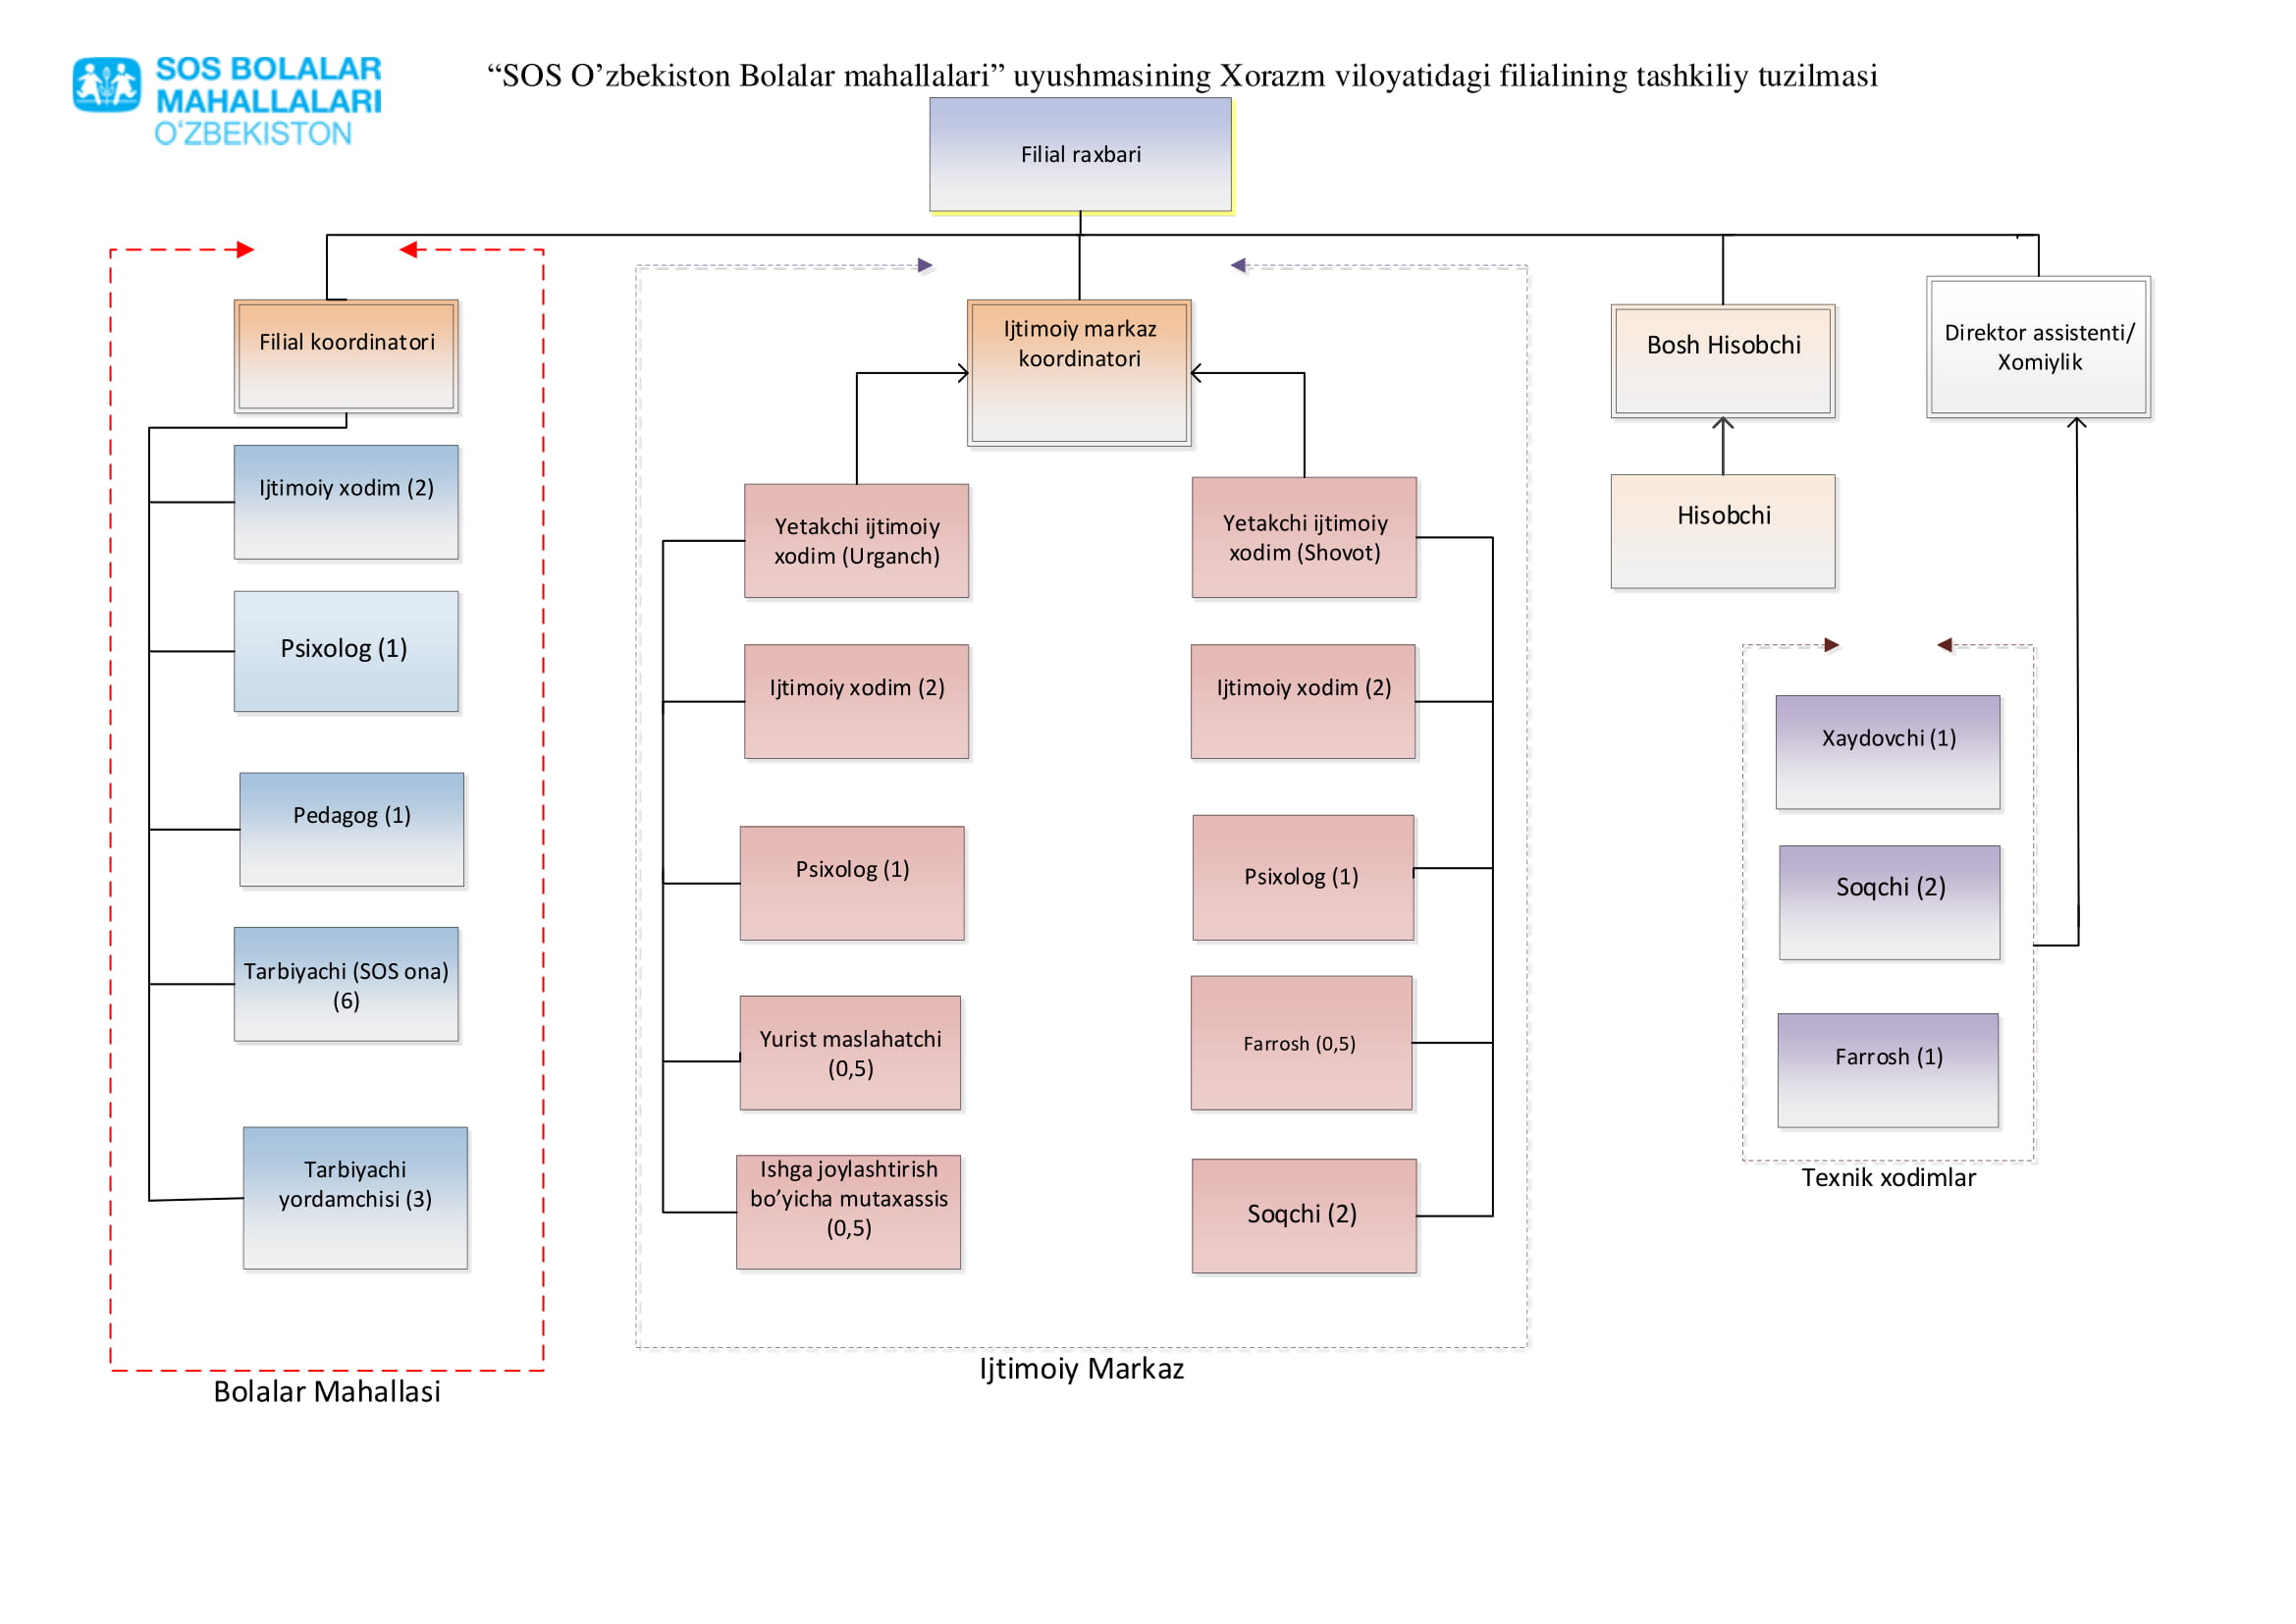 SOS BOLALAR
MAHALLALARI
O‘ZBEKISTON
“SOS O’zbekiston Bolalar mahallalari” uyushmasining Xorazm viloyatidagi filialining tashkiliy tuzilmasi
Filial raxbari
Filial koordinatori
Ijtimoiy xodim (2)
Psixolog (1)
Pedagog (1)
Tarbiyachi (SOS ona)
(6)
Tarbiyachi
yordamchisi (3)
Bolalar Mahallasi
Ijtimoiy markaz
koordinatori
Yetakchi ijtimoiy
xodim (Urganch)
Ijtimoiy xodim (2)
Psixolog (1)
Yurist maslahatchi
(0,5)
Ishga joylashtirish
bo’yicha mutaxassis
(0,5)
Yetakchi ijtimoiy
xodim (Shovot)
Ijtimoiy xodim (2)
Psixolog (1)
Farrosh (0,5)
Soqchi (2)
Ijtimoiy Markaz
Bosh Hisobchi
Hisobchi
Direktor assistenti/
Xomiylik
Xaydovchi (1)
Soqchi (2)
Farrosh (1)
Texnik xodimlar